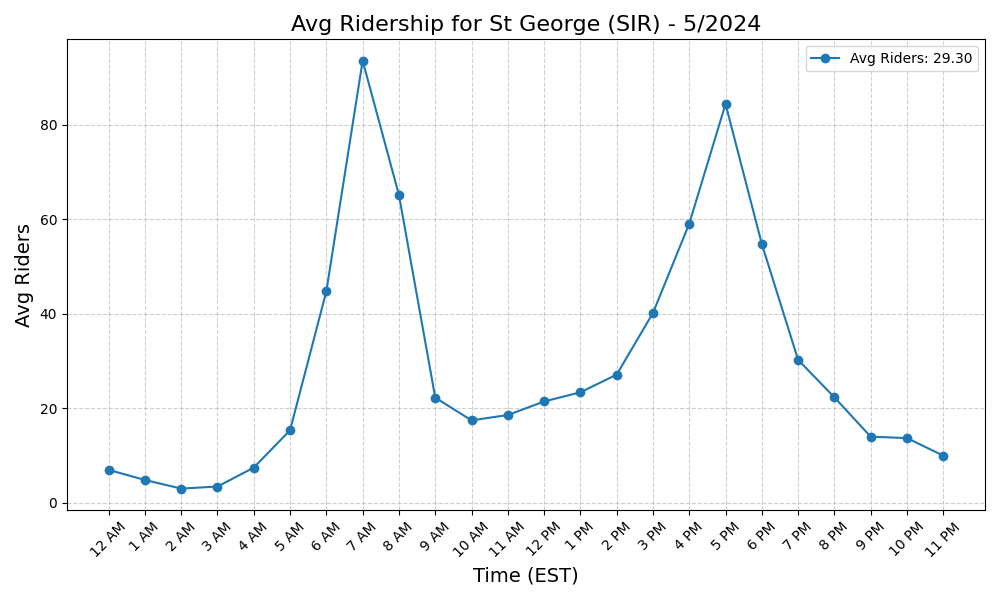 Avg Ridership for St George (SIR) - 5/2024
Avg Riders: 29.30
Avg Riders
80
60
40
20
0
12 AM
1 AM
2 AM
3 AM
4 AM
5 AM
6 AM
7 AM
8 AM
9 AM
10 AM
11 AM
12 PM
1 PM
2 PM
3 PM
4 PM
5 PM
6 PM
7 PM
8 PM
9 PM
10 PM
11 PM
Time (EST)